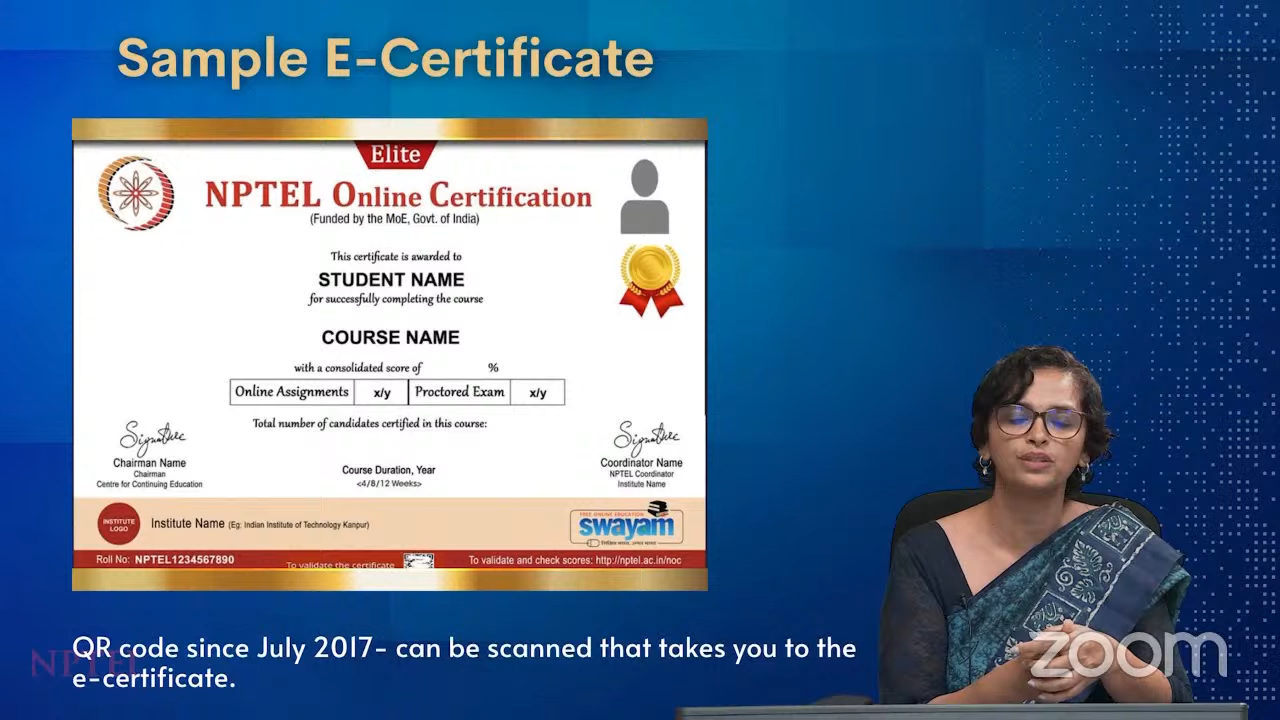 Sample E-Certificate
Elite
NPTEL Online Certification
(Funded by the MoE, Govt. of India)
This certificate is awarded to
STUDENT NAME
for successfully completing the course
COURSE NAME
with a consolidated score of %
Online Assignments x/y Proctored Exam x/y
Total number of candidates certified in this course:
Signature
Chairman Name
Chairman
Centre for Continuing Education
Course Duration, Year
<4/8/12 Weeks>
Signature
Coordinator Name
NPTEL Coordinator
Institute Name
INSTITUTE
LOGO
Institute Name (Eg: Indian Institute of Technology Kanpur)
FREE ONLINE EDUCATION
swayam
Roll No: NPTEL1234567890
To validate the certificate
To validate and check scores: http://nptel.ac.in/noc
QR code since July 2017- can be scanned that takes you to the
e-certificate.
NPTEL
zoom